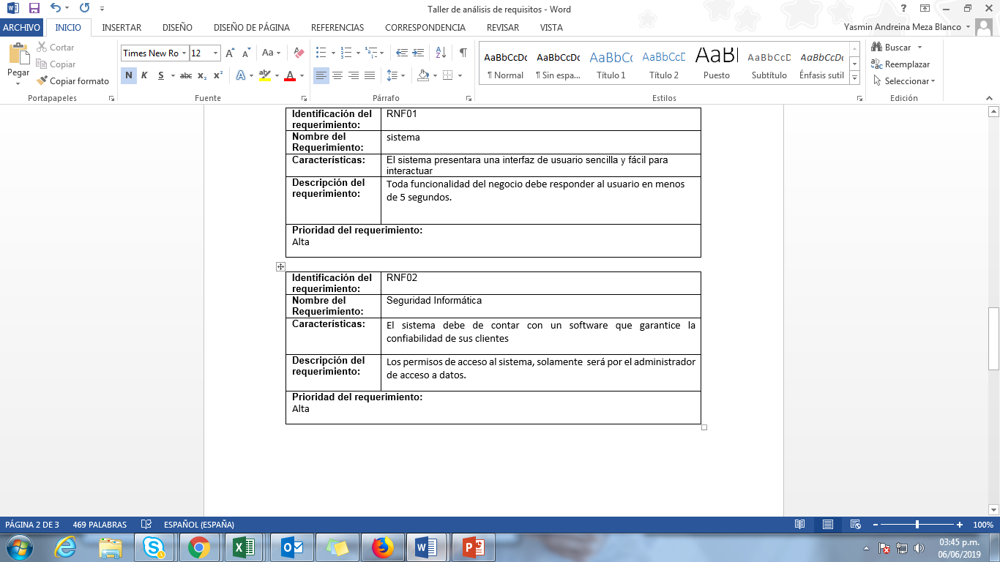 Taller de análisis de requisitos - Word
ARCHIVO INICIO INSERTAR DISEÑO DISEÑO DE PÁGINA REFERENCIAS CORRESPONDENCIA REVISAR VISTA Yasmin Andreina Meza Blanco
Pegar
Cortar
Copiar
Copiar formato
Portapapeles
Times New Ro 12
N K S abc x₂ x²
Fuente
Párrafo
AaBbCcDc AaBbCcDc AaBbCc AaBbCcD AaB AaBbCcD AaBbCcDc
¶ Normal ¶ Sin espa... Título 1 Título 2 Puesto Subtítulo Énfasis sutil
Estilos
Buscar
Reemplazar
Seleccionar
Edición
Identificación del requerimiento: RNF01
Nombre del Requerimiento: sistema
Características: El sistema presentara una interfaz de usuario sencilla y fácil para
interactuar
Descripción del requerimiento: Toda funcionalidad del negocio debe responder al usuario en menos
de 5 segundos.
Prioridad del requerimiento:
Alta
Identificación del requerimiento: RNF02
Nombre del Requerimiento: Seguridad Informática
Características: El sistema debe de contar con un software que garantice la
confiabilidad de sus clientes
Descripción del requerimiento: Los permisos de acceso al sistema, solamente será por el administrador
de acceso a datos.
Prioridad del requerimiento:
Alta
PÁGINA 2 DE 3 469 PALABRAS ESPAÑOL (ESPAÑA) 100%
03:45 p.m.
06/06/2019